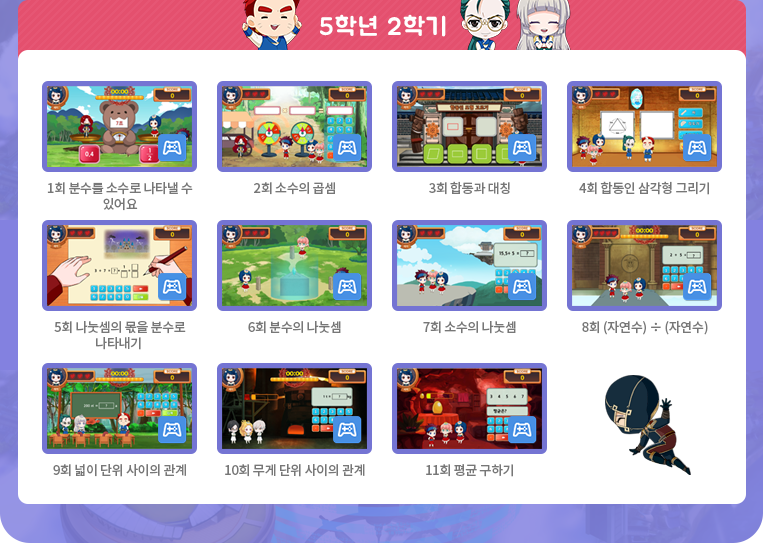 5학년 2학기
1회 분수를 소수로 나타낼 수
있어요
2회 소수의 곱셈
3회 합동과 대칭
4회 합동인 삼각형 그리기
5회 나눗셈의 몫을 분수로
나타내기
6회 분수의 나눗셈
7회 소수의 나눗셈
8회 (자연수) ÷ (자연수)
9회 넓이 단위 사이의 관계
10회 무게 단위 사이의 관계
11회 평균 구하기